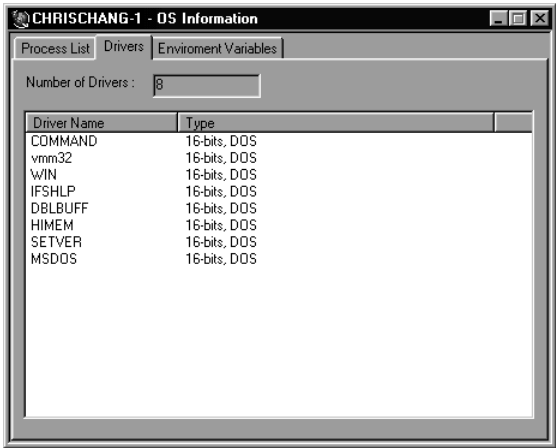 CHRISCHANG-1 - OS Information
Process List Drivers Enviroment Variables
Number of Drivers : 8
Driver Name Type
COMMAND 16-bits, DOS
vmm32 16-bits, DOS
WIN 16-bits, DOS
IFSHLP 16-bits, DOS
DBLBUFF 16-bits, DOS
HIMEM 16-bits, DOS
SETVER 16-bits, DOS
MSDOS 16-bits, DOS